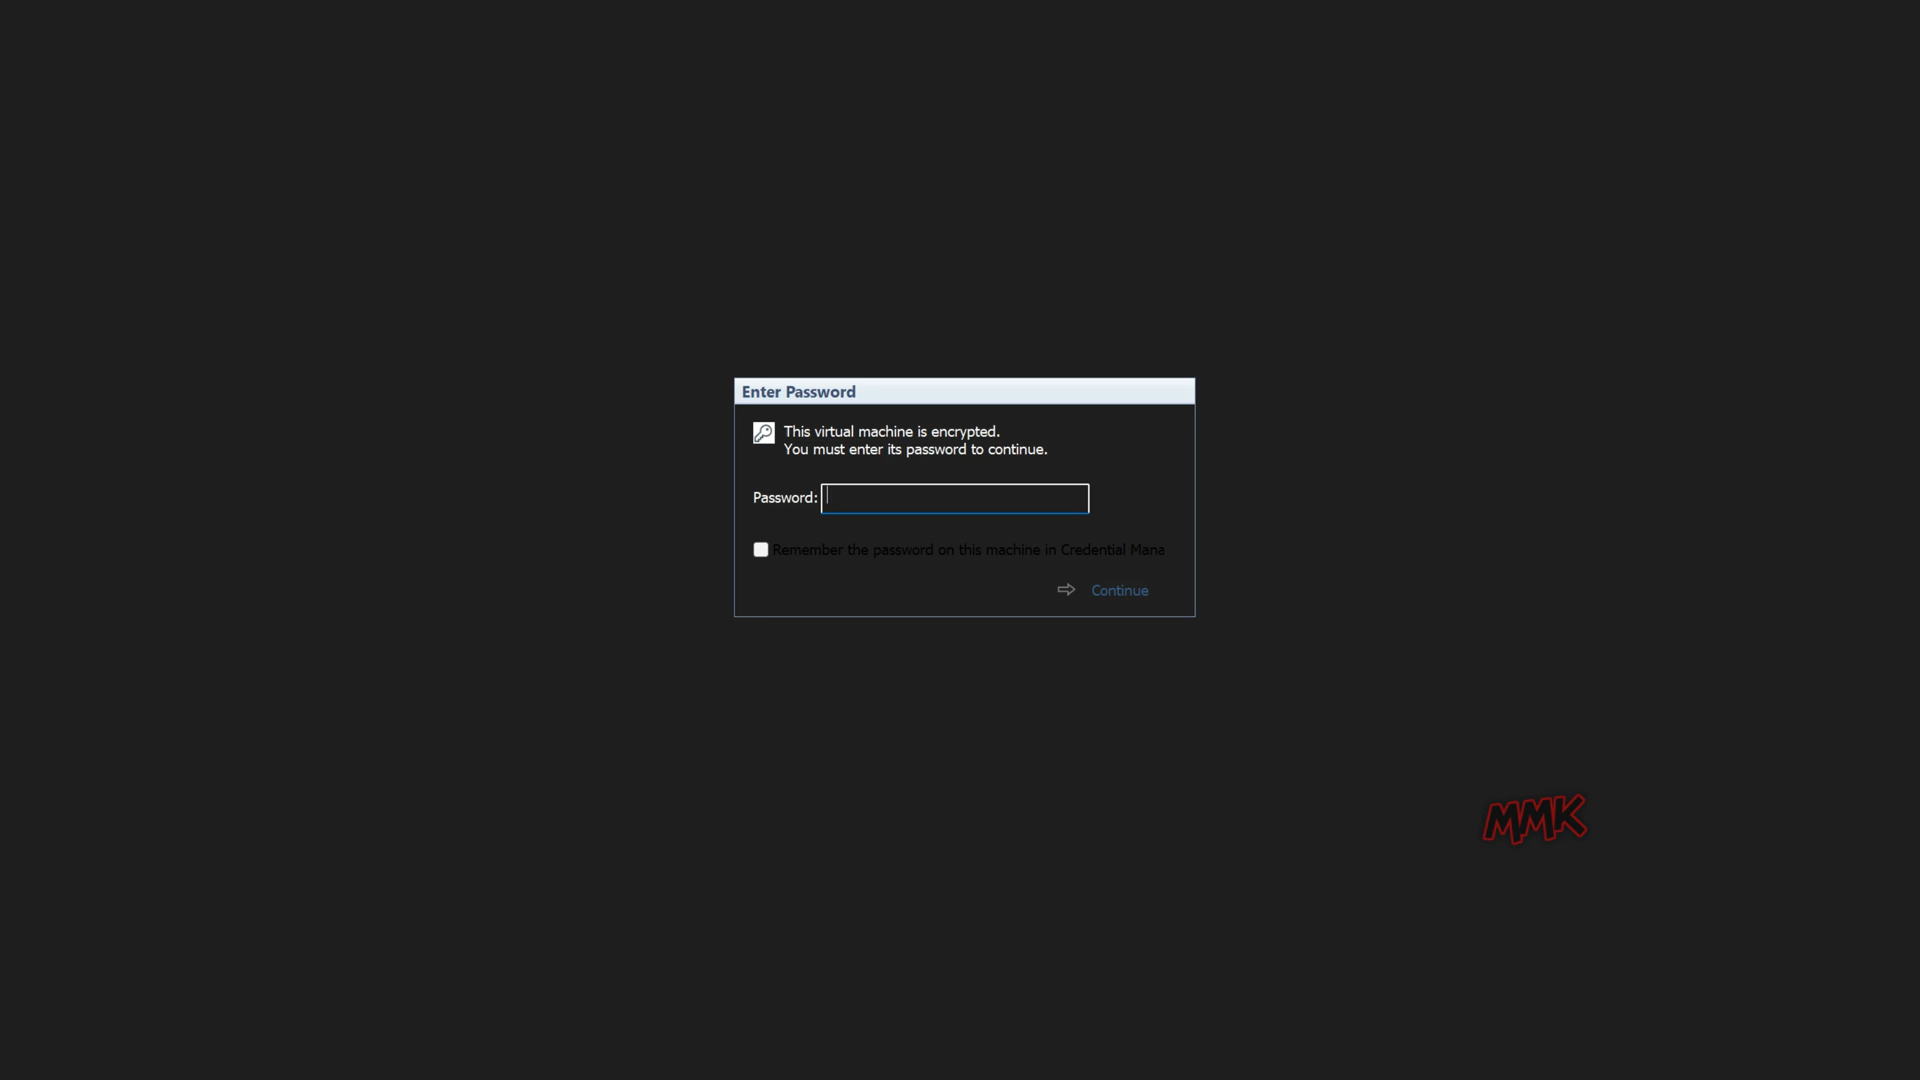 Enter Password
This virtual machine is encrypted.
You must enter its password to continue.
Password:
Remember the password on this machine in Credential Mana
Continue
MMK